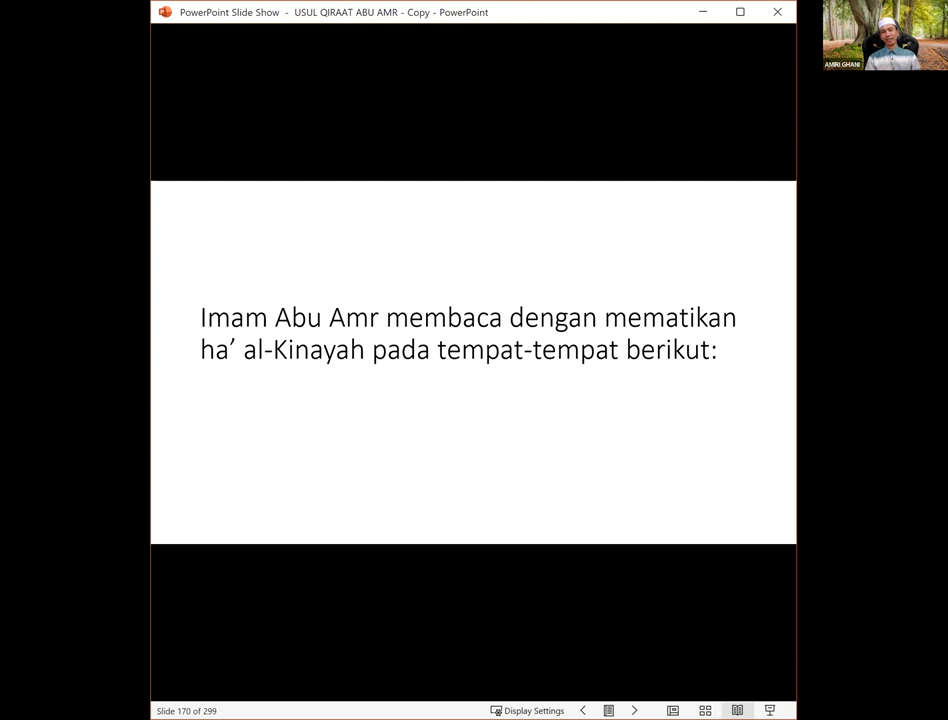 PowerPoint Slide Show - USUL QIRAAT ABU AMR - Copy - PowerPoint
AMIRI GHANI
Imam Abu Amr membaca dengan mematikan
ha’ al-Kinayah pada tempat-tempat berikut:
Slide 170 of 299
Display Settings